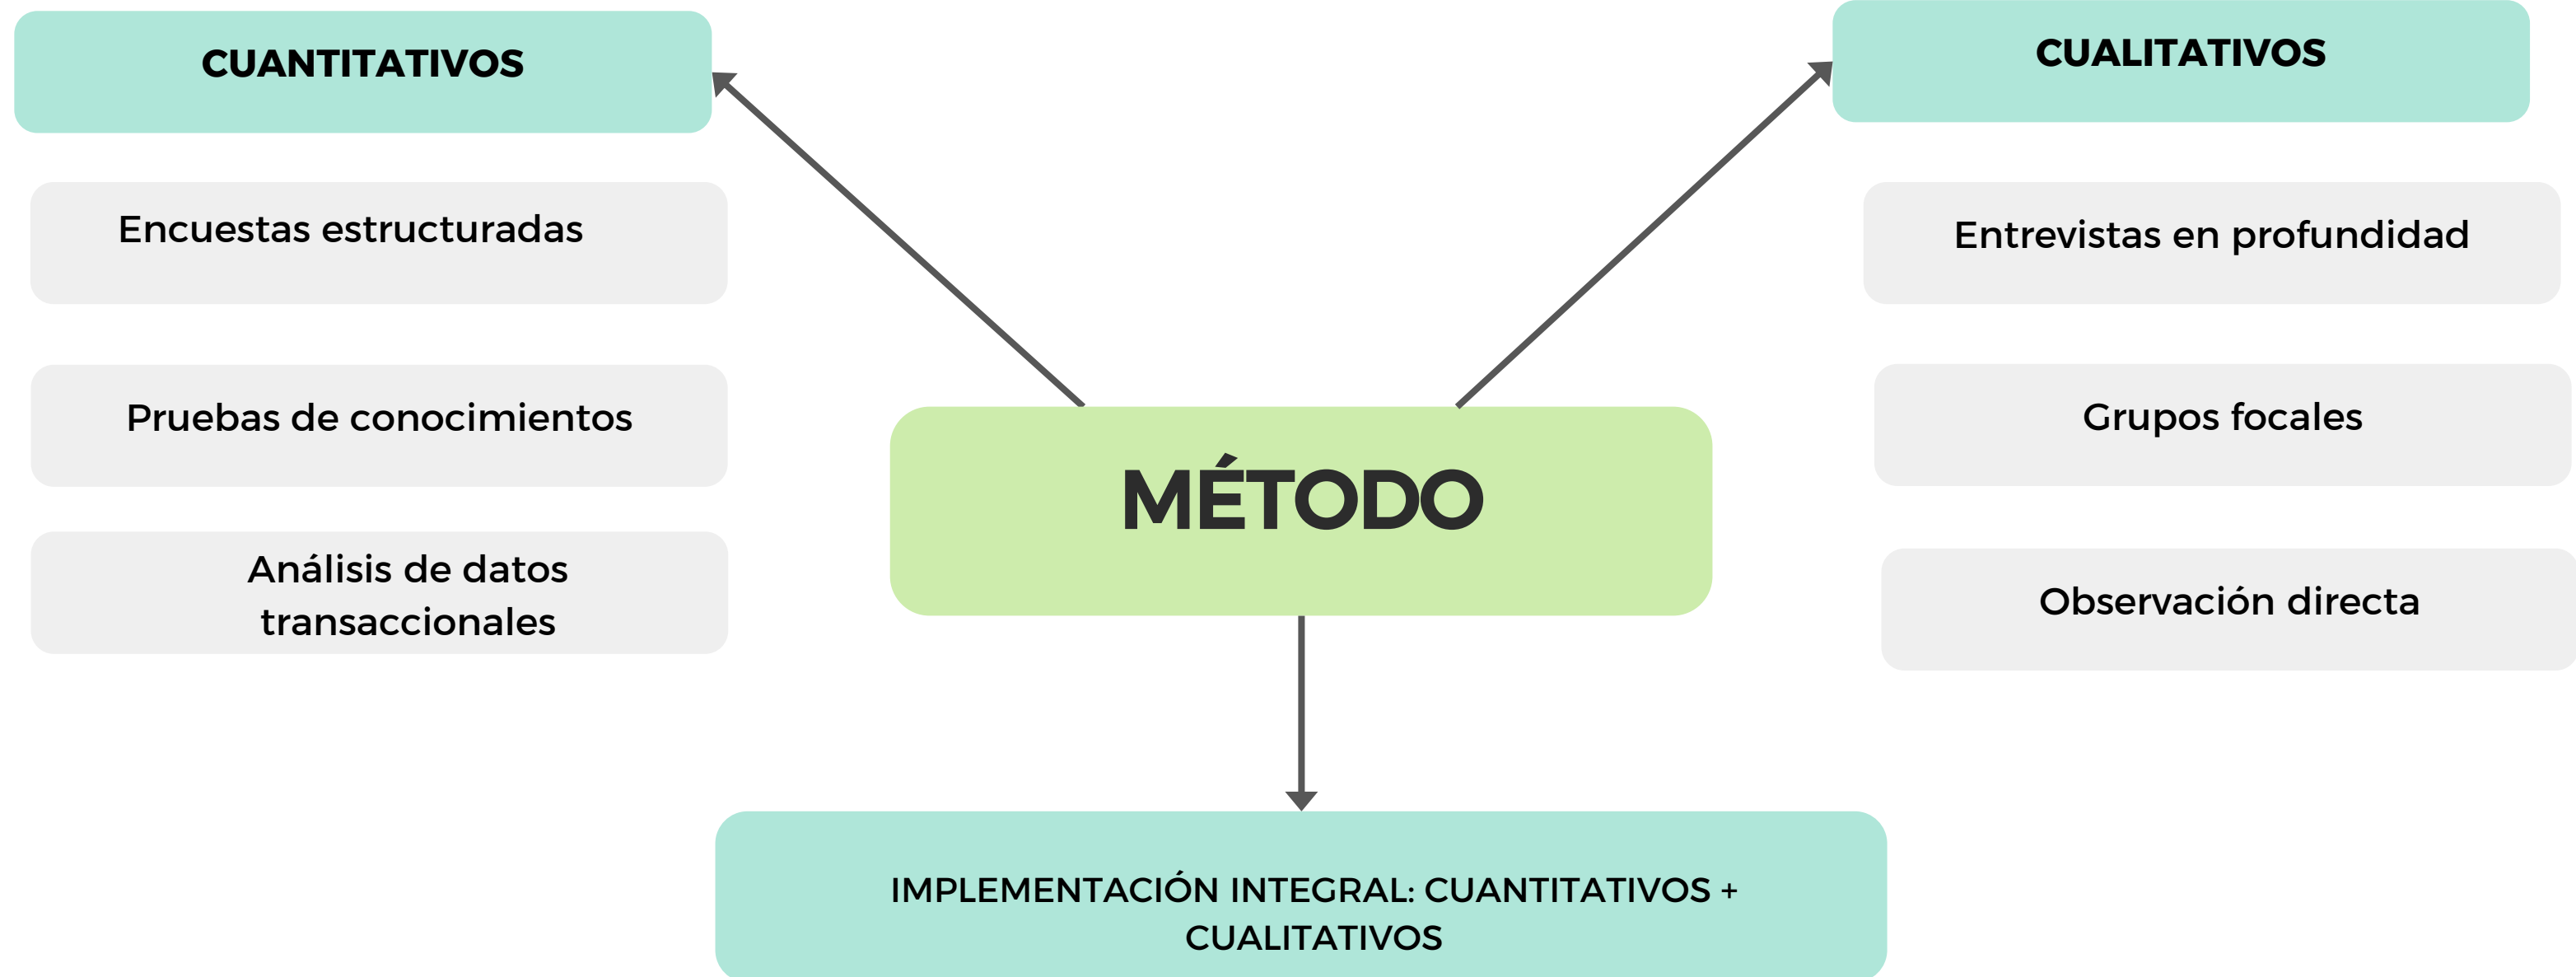 CUANTITATIVOS
Encuestas estructuradas
Pruebas de conocimientos
Análisis de datos
transaccionales
CUALITATIVOS
Entrevistas en profundidad
Grupos focales
Observación directa
MÉTODO
IMPLEMENTACIÓN INTEGRAL: CUANTITATIVOS +
CUALITATIVOS